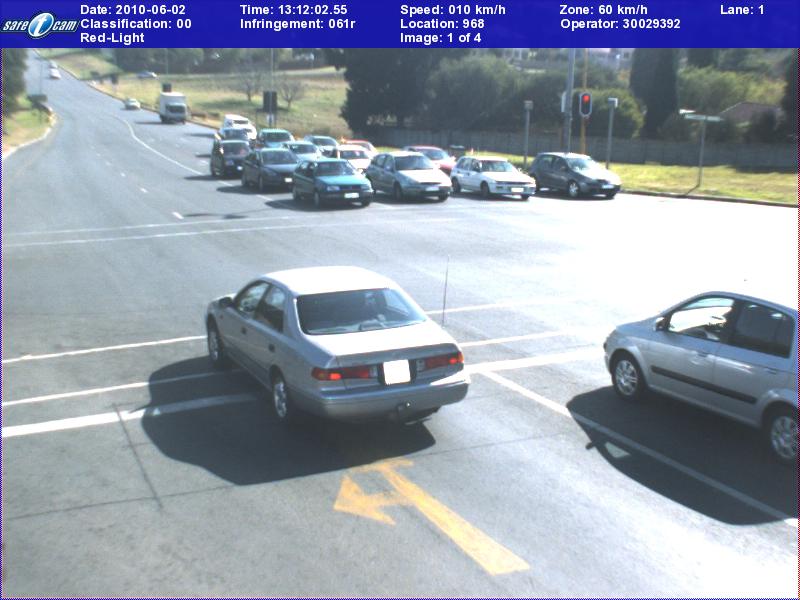 safe t cam
Date: 2010-06-02 Time: 13:12:02.55 Speed: 010 km/h Zone: 60 km/h Lane: 1
Classification: 00 Infringement: 061r Location: 968 Operator: 30029392
Red-Light Image: 1 of 4